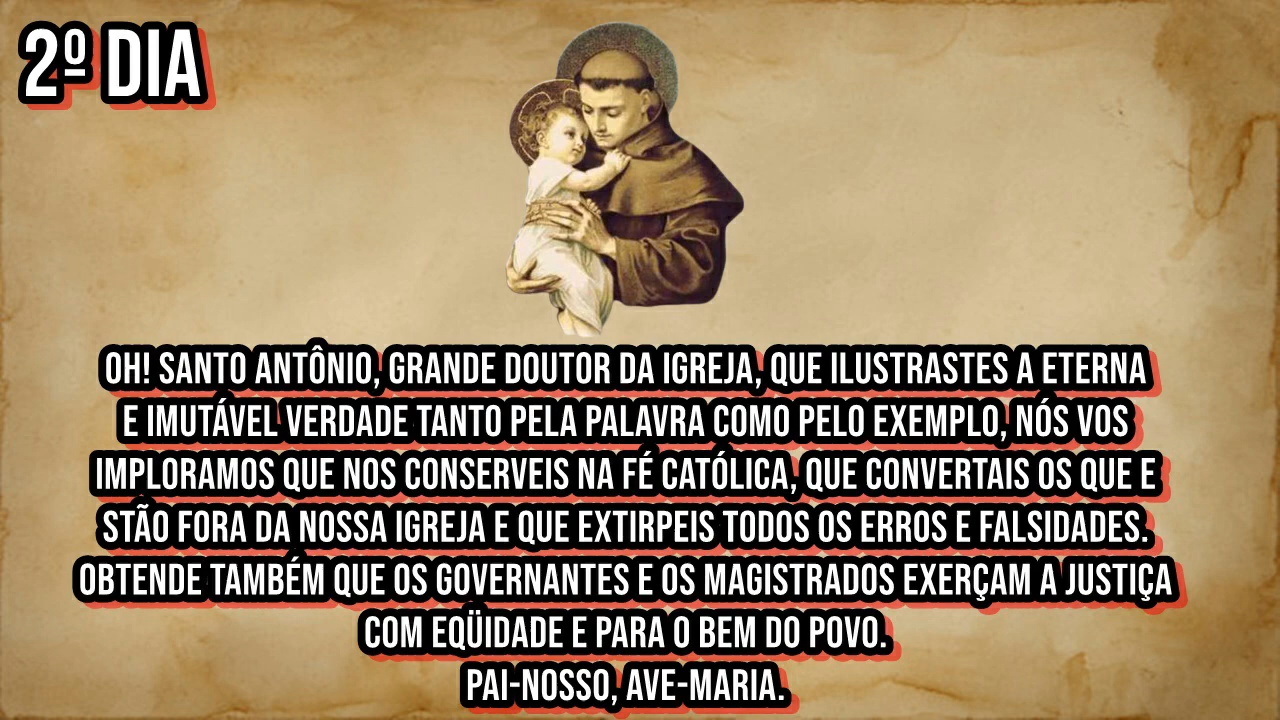 2º DIA
OH! SANTO ANTÔNIO, GRANDE DOUTOR DA IGREJA, QUE ILUSTRASTES A ETERNA
E IMUTÁVEL VERDADE TANTO PELA PALAVRA COMO PELO EXEMPLO, NÓS VOS
IMPLORAMOS QUE NOS CONSERVEIS NA FÉ CATÓLICA, QUE CONVERTAIS OS QUE E
STÃO FORA DA NOSSA IGREJA E QUE EXTIRPEIS TODOS OS ERROS E FALSIDADES.
OBTENDE TAMBÉM QUE OS GOVERNANTES E OS MAGISTRADOS EXERÇAM A JUSTIÇA
COM EQÜIDADE E PARA O BEM DO POVO.
PAI-NOSSO, AVE-MARIA.